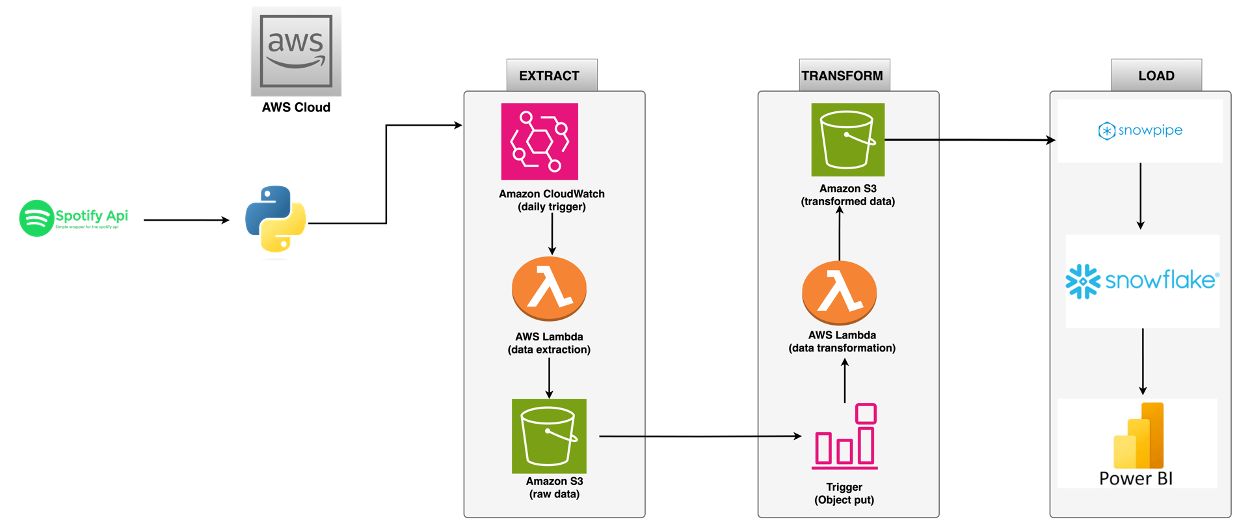 aws
AWS Cloud
Spotify Api
Simple wrapper for the spotify api
EXTRACT
Amazon CloudWatch
(daily trigger)
AWS Lambda
(data extraction)
Amazon S3
(raw data)
TRANSFORM
Amazon S3
(transformed data)
AWS Lambda
(data transformation)
Trigger
(Object put)
LOAD
snowpipe
snowflake®
Power BI